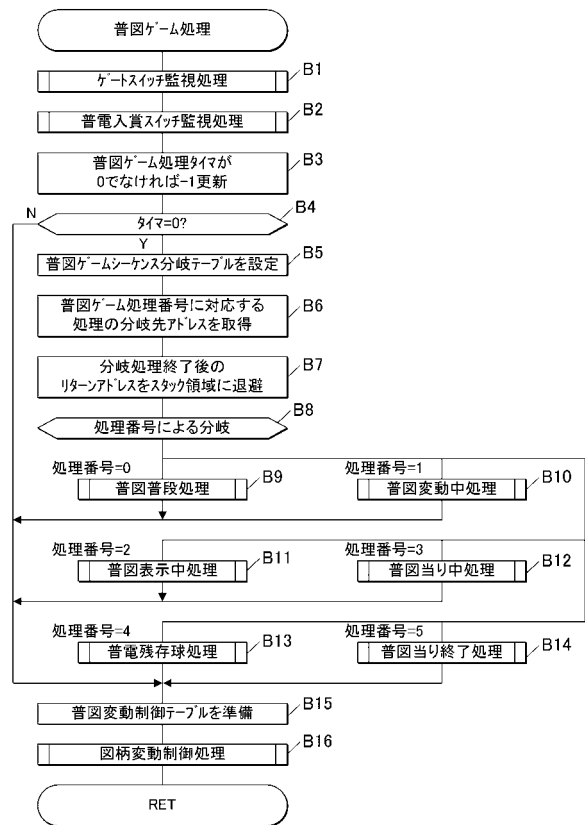 普図ｹﾞｰﾑ処理
ｹﾞｰﾄｽｲｯﾁ監視処理
B1
普電入賞ｽｲｯﾁ監視処理
B2
普図ｹﾞｰﾑ処理ﾀｲﾏが
0でなければ-1更新
B3
N
ﾀｲﾏ=0?
B4
Y
普図ｹﾞｰﾑｼｰｹﾝｽ分岐ﾃｰﾌﾞﾙを設定
B5
普図ｹﾞｰﾑ処理番号に対応する
処理の分岐先ｱﾄﾞﾚｽを取得
B6
分岐処理終了後の
ﾘﾀｰﾝｱﾄﾞﾚｽをｽﾀｯｸ領域に退避
B7
処理番号による分岐
B8
処理番号=0
普図普段処理
B9
処理番号=1
普図変動中処理
B10
処理番号=2
普図表示中処理
B11
処理番号=3
普図当り中処理
B12
処理番号=4
普電残存球処理
B13
処理番号=5
普図当り終了処理
B14
普図変動制御ﾃｰﾌﾞﾙを準備
B15
図柄変動制御処理
B16
RET